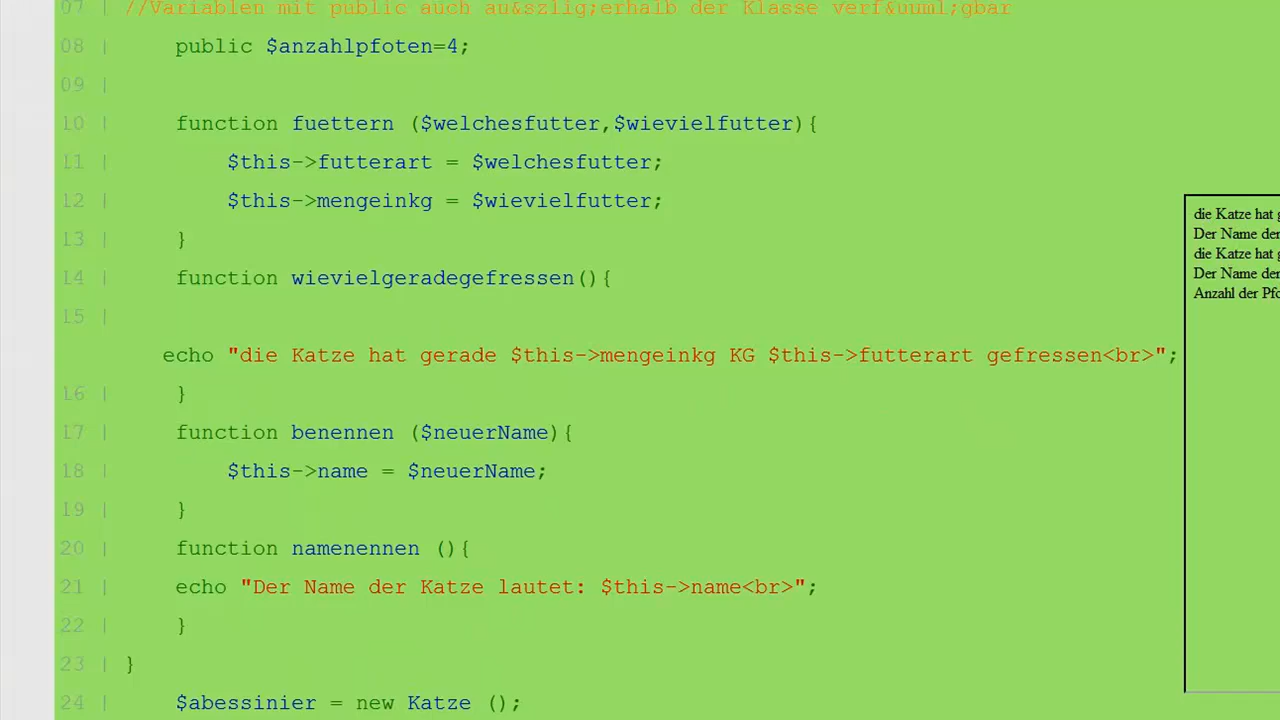 07 | //Variablen mit public auch au&szlig;erhalb der Klasse verf&uuml;gbar
08 | public $anzahlpfoten=4;
09 |
10 | function fuettern ($welchesfutter,$wievielfutter){
11 | $this->futterart = $welchesfutter;
12 | $this->mengeinkg = $wievielfutter;
13 | }
14 | function wievielgeradegefressen(){
15 |
echo "die Katze hat gerade $this->mengeinkg KG $this->futterart gefressen<br>";
16 | }
17 | function benennen ($neuerName){
18 | $this->name = $neuerName;
19 | }
20 | function namenennen (){
21 | echo "Der Name der Katze lautet: $this->name<br>";
22 | }
23 | }
24 | $abessinier = new Katze ();
die Katze hat
Der Name der
die Katze hat
Der Name der
Anzahl der